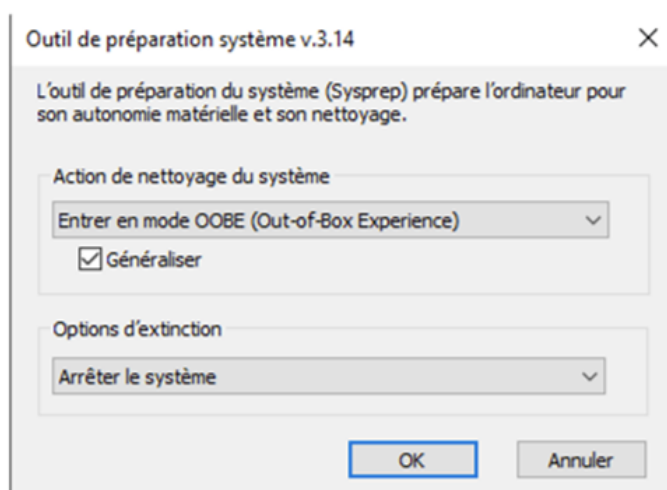 Outil de préparation système v.3.14
L'outil de préparation du système (Sysprep) prépare l'ordinateur pour
son autonomie matérielle et son nettoyage.
Action de nettoyage du système
Entrer en mode OOBE (Out-of-Box Experience)
Généraliser
Options d'extinction
Arrêter le système
OK
Annuler